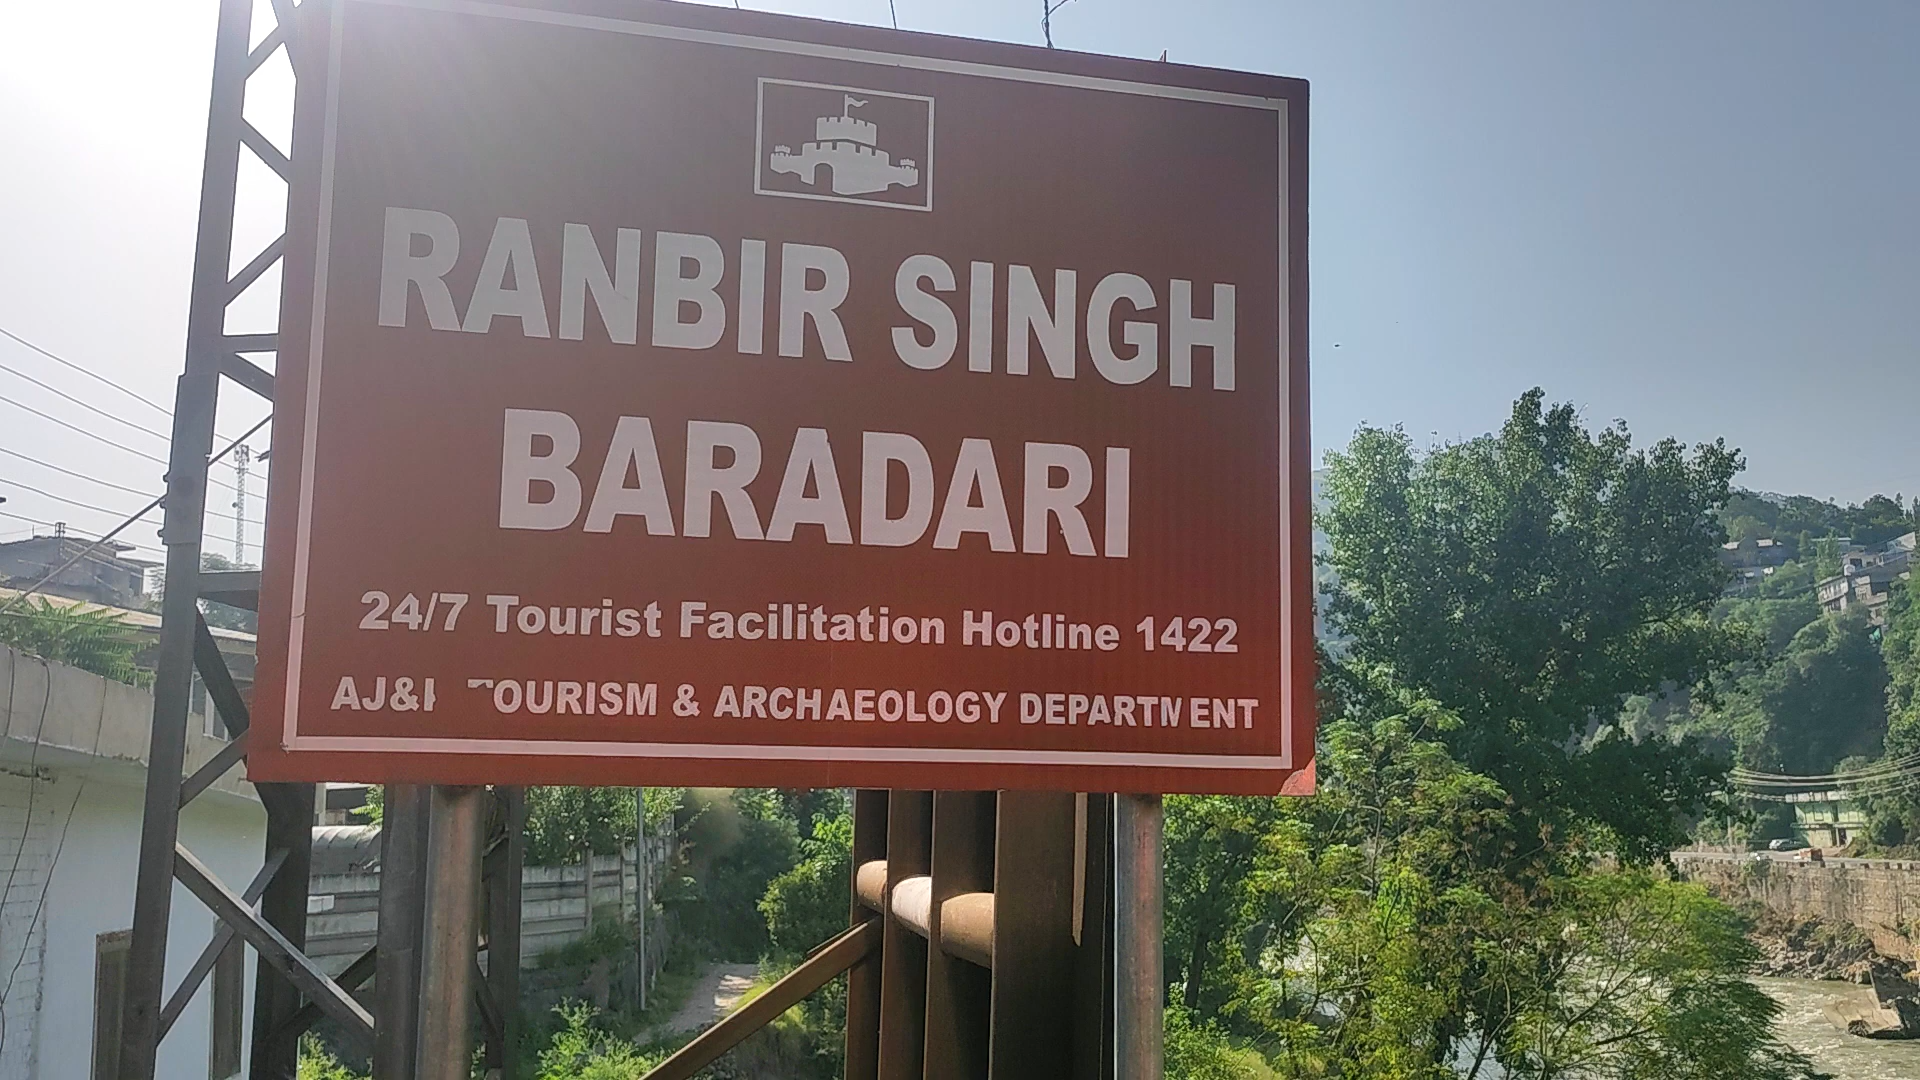 RANBIR SINGH
BARADARI
24/7 Tourist Facilitation Hotline 1422
AJ& TOURISM & ARCHAEOLOGY DEPARTMENT